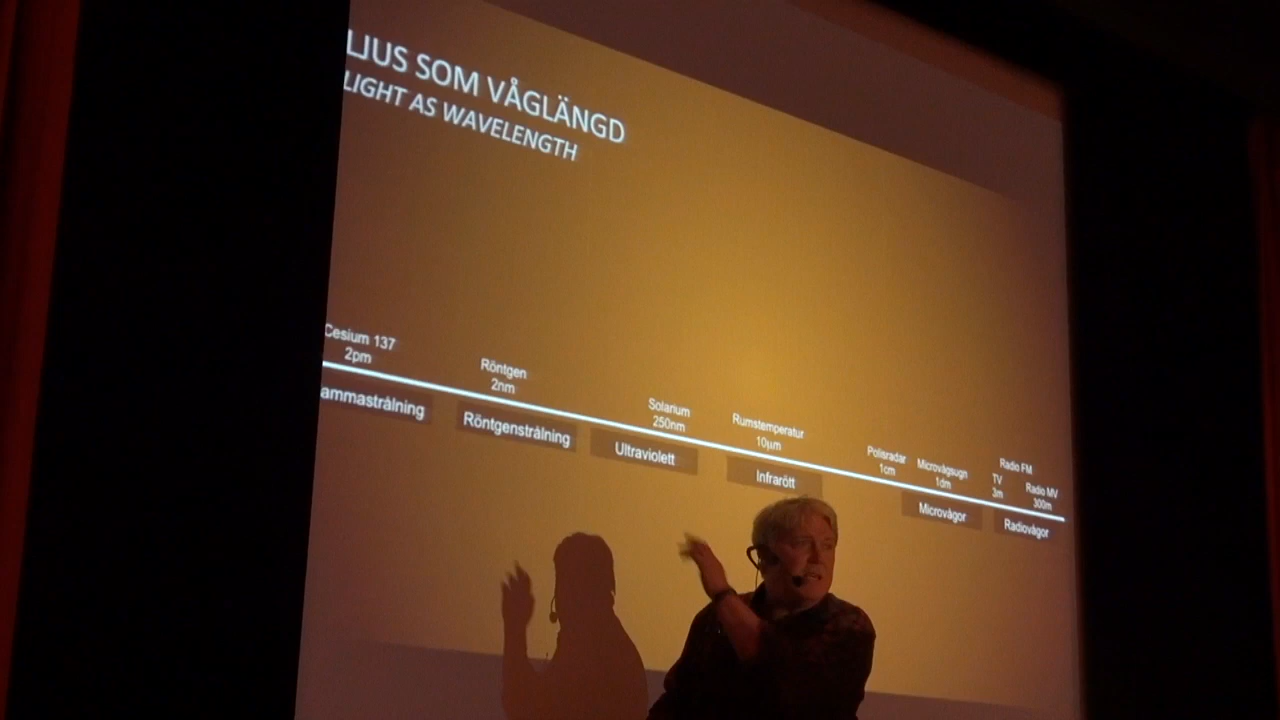 LJUS SOM VÅGLÄNGD
LIGHT AS WAVELENGTH
Cesium 137
2pm
Röntgen
2nm
Solarium
250nm
Rumstemperatur
10µm
Polisradar
1cm
Microvågsugn
1dm
Radio FM
TV
3m
Radio MV
300m
ammastrålning
Röntgenstrålning
Ultraviolett
Infrarött
Microvågor
Radiovågor